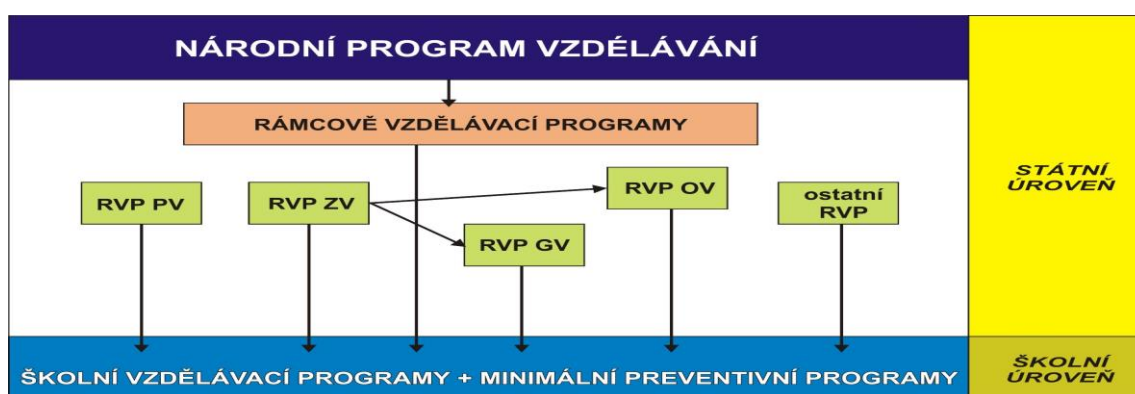 NÁRODNÍ PROGRAM VZDĚLÁVÁNÍ
RÁMCOVĚ VZDĚLÁVACÍ PROGRAMY
RVP PV
RVP ZV
RVP OV
ostatní
RVP
RVP GV
STÁTNÍ
ÚROVEŇ
ŠKOLNÍ VZDĚLÁVACÍ PROGRAMY + MINIMÁLNÍ PREVENTIVNÍ PROGRAMY
ŠKOLNÍ
ÚROVEŇ